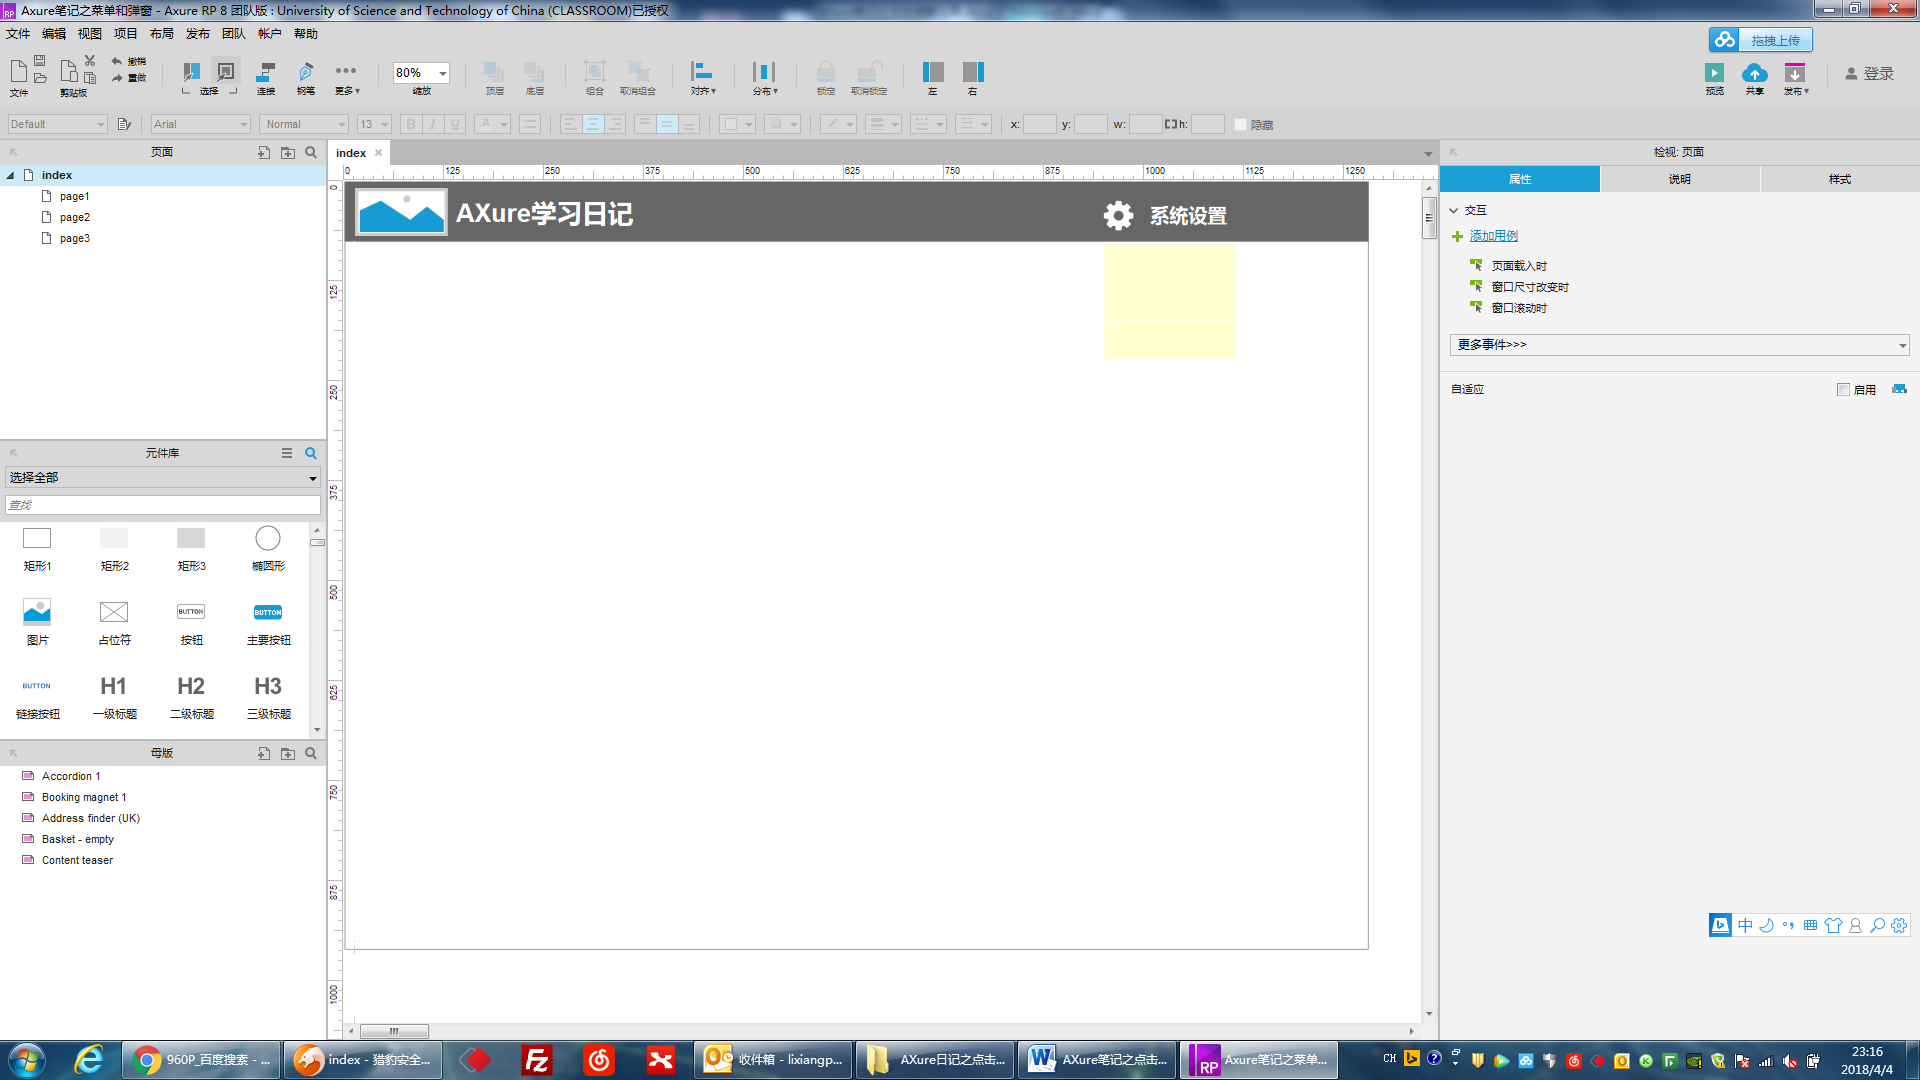 Axure笔记之菜单和弹窗 - Axure RP 8 团队版 : University of Science and Technology of China (CLASSROOM)已授权
文件 编辑 视图 项目 布局 发布 团队 帐户 帮助
拖拽上传
撤销
重做
文件 剪贴板 选择 连接 钢笔 更多 80% 缩放 顶层 底层 组合 取消组合 对齐 分布 锁定 取消锁定 左 右 预览 共享 发布 登录
Default Arial Normal 13 B I U A x: y: w: h: 隐藏
页面
index
page1
page2
page3
index
0 125 250 375 500 625 750 875 1000 1125 1250
0 125 250 375 500 625 750 875 1000
AXure学习日记 系统设置
检视: 页面
属性 说明 样式
交互
添加用例
页面载入时
窗口尺寸改变时
窗口滚动时
更多事件>>>
自适应 启用
元件库
选择全部
查找
矩形1 矩形2 矩形3 椭圆形
BUTTON BUTTON
图片 占位符 按钮 主要按钮
BUTTON H1 H2 H3
链接按钮 一级标题 二级标题 三级标题
母版
Accordion 1
Booking magnet 1
Address finder (UK)
Basket - empty
Content teaser
中
960P_百度搜索 - ... index - 猎豹安全... 收件箱 - lixiangp... AXure日记之点击... AXure笔记之点击... Axure笔记之菜单...
CH
23:16
2018/4/4